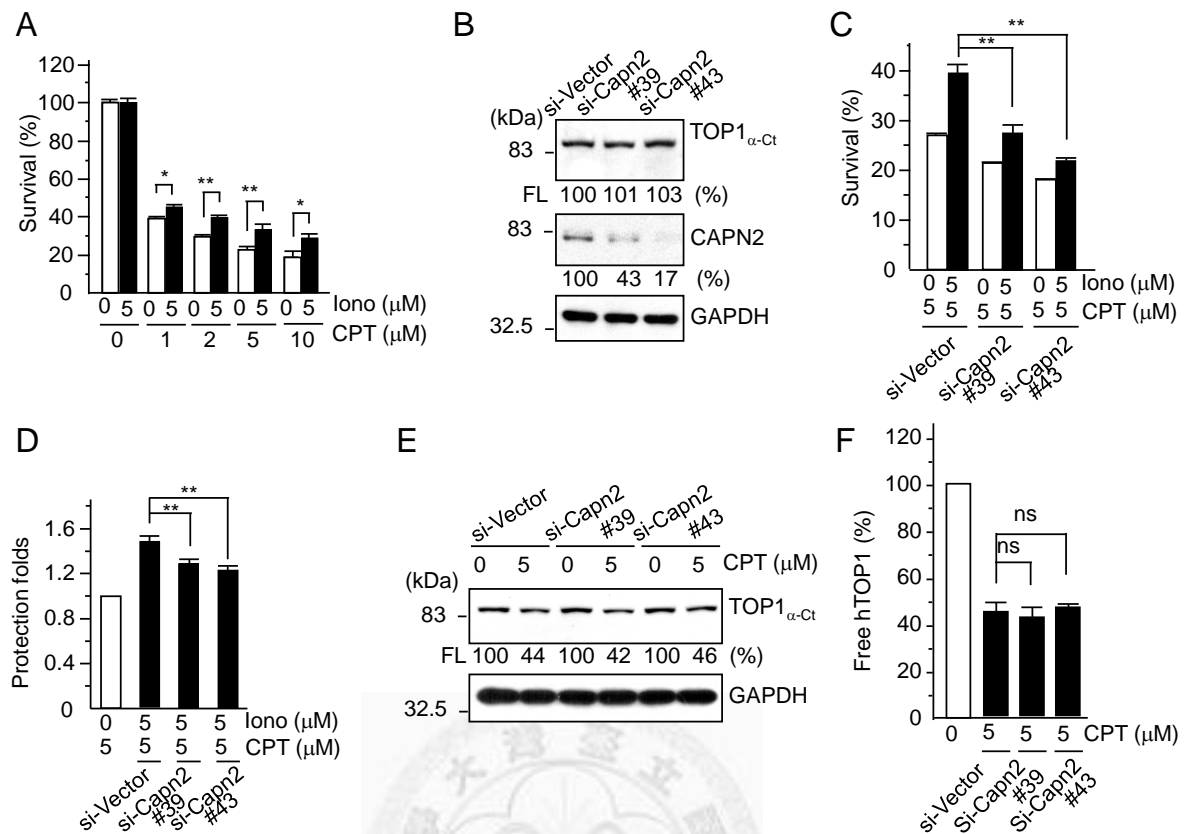 A
Survival (%)
120
100
80
60
40
20
0
* ** ** *
0 5 0 5 0 5 0 5 0 5 Iono (μM)
0 1 2 5 10 CPT (μM)
B
si-Vector
si-Capn2 #39
si-Capn2 #43
(kDa)
83
TOP1α-Ct
FL 100 101 103 (%)
83
CAPN2
100 43 17 (%)
32.5
GAPDH
C
Survival (%)
40
30
20
10
0
**
**
0 5 0 5 0 5 Iono (μM)
5 5 5 5 5 5 CPT (μM)
si-Vector
si-Capn2 #39
si-Capn2 #43
D
Protection folds
1.6
1.2
0.8
0.4
0
**
**
0 5 5 5 Iono (μM)
5 5 5 5 CPT (μM)
si-Vector
si-Capn2 #39
si-Capn2 #43
E
si-Vector
si-Capn2 #39
si-Capn2 #43
0 5 0 5 0 5 CPT (μM)
(kDa)
83
TOP1α-Ct
FL 100 44 100 42 100 46 (%)
32.5
GAPDH
F
Free hTOP1 (%)
120
100
80
60
40
20
0
ns
ns
0 5 5 5 CPT (μM)
si-Vector
Si-Capn2 #39
Si-Capn2 #43